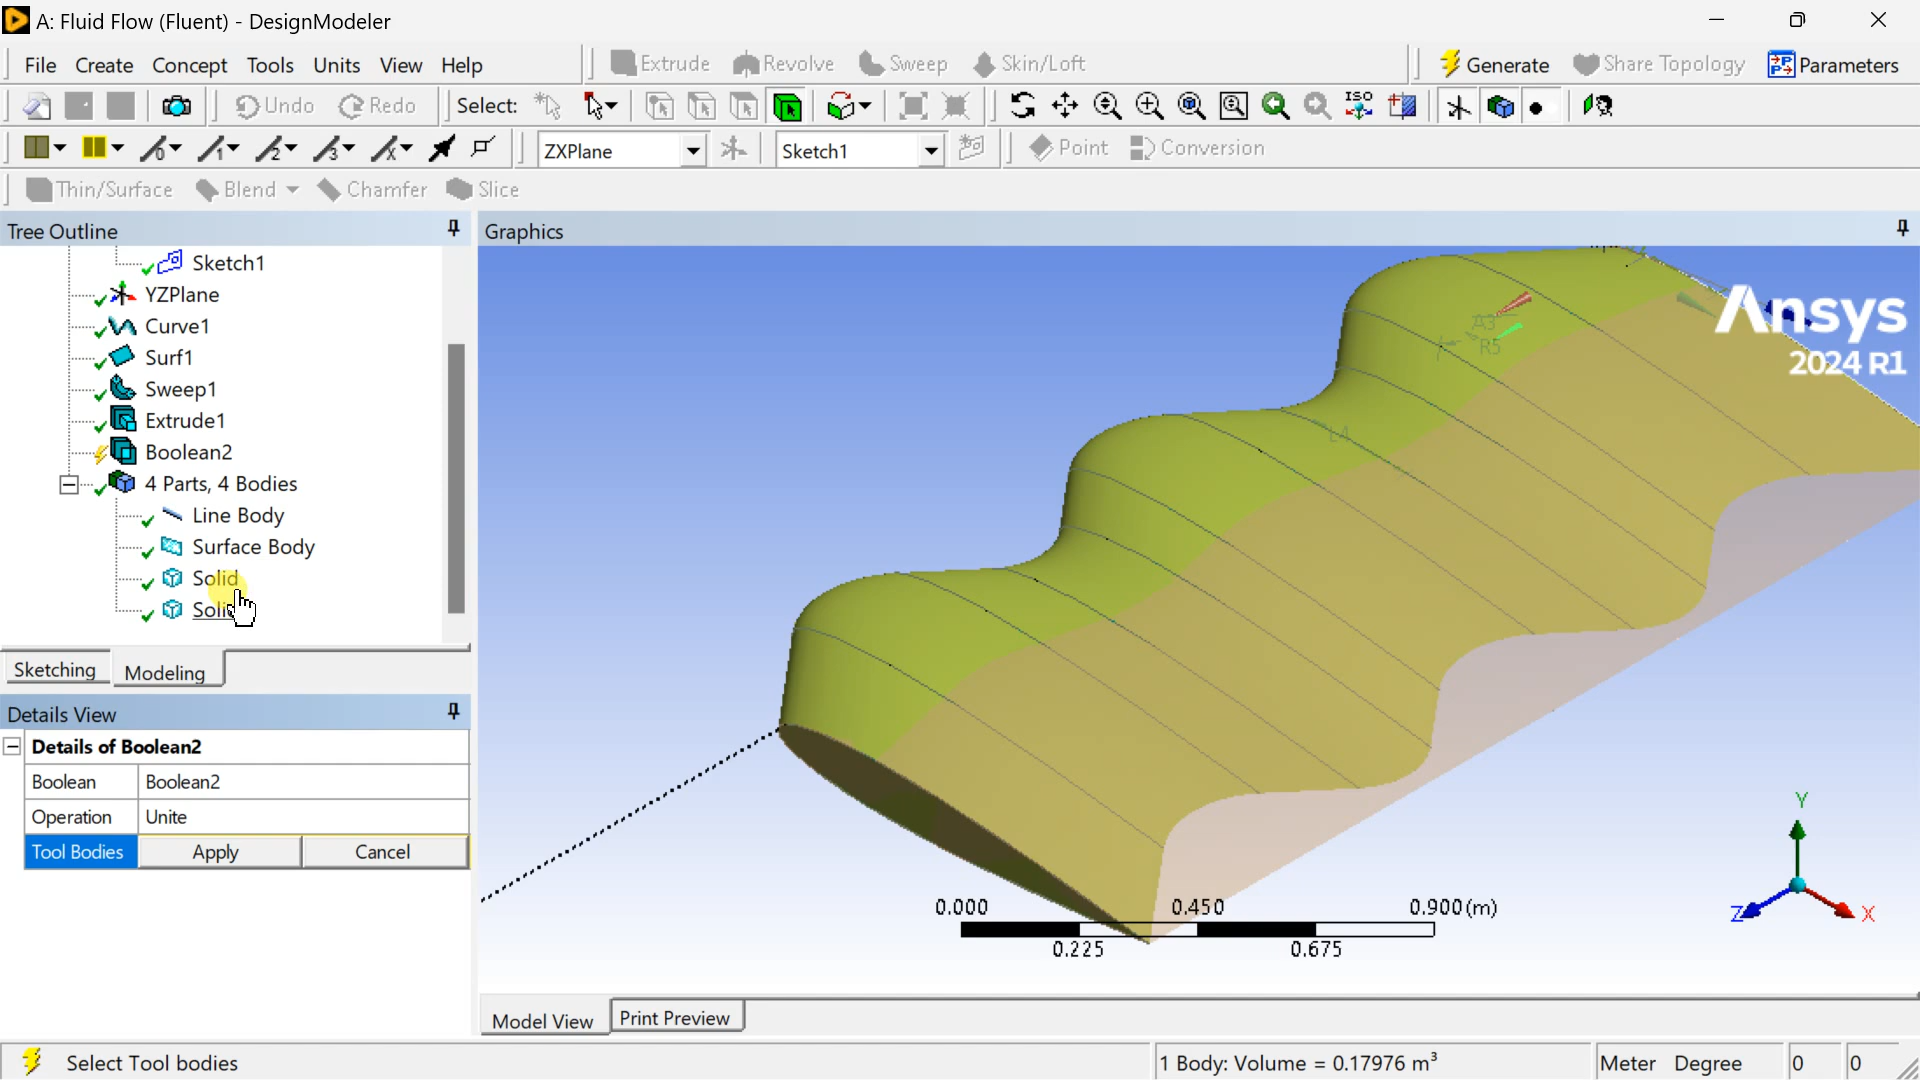 A: Fluid Flow (Fluent) - DesignModeler
File Create Concept Tools Units View Help
Extrude Revolve Sweep Skin/Loft
Generate Share Topology Parameters
Undo Redo Select:
ISO
ZXPlane Sketch1 Point Conversion
Thin/Surface Blend Chamfer Slice
Tree Outline
Sketch1
YZPlane
Curve1
Surf1
Sweep1
Extrude1
Boolean2
4 Parts, 4 Bodies
Line Body
Surface Body
Solid
Sketching Modeling
Details View
Details of Boolean2
Boolean Boolean2
Operation Unite
Tool Bodies Apply Cancel
Graphics
Ansys
2024 R1
A3
R5
L4
0.000 0.450 0.900 (m)
0.225 0.675
Y
Z X
Model View Print Preview
Select Tool bodies
1 Body: Volume = 0.17976 m³
Meter Degree 0 0